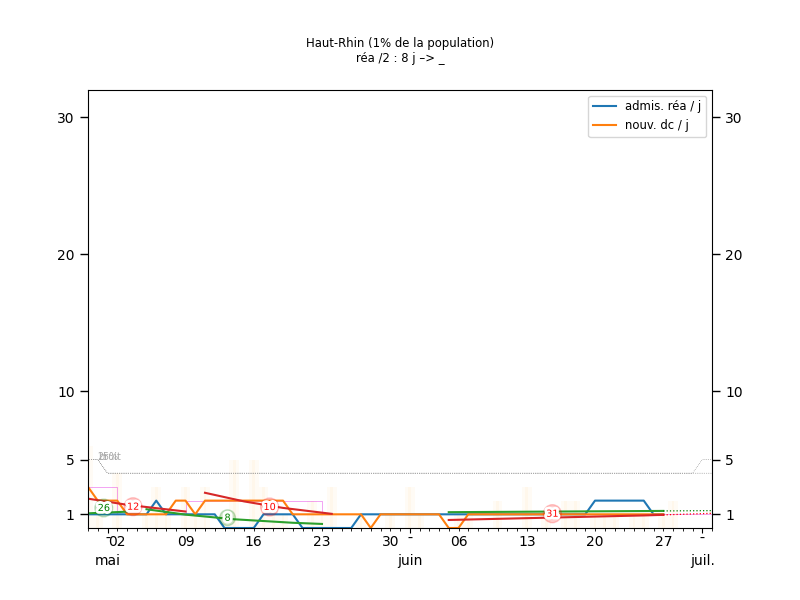 Haut-Rhin (1% de la population)
réa /2 : 8 j –> _
admis. réa / j
nouv. dc / j
30 30
20 20
10 10
5 5
1 1
26 12 8 10 31
02 09 16 23 30 - 06 13 20 27 -
mai juin juil.